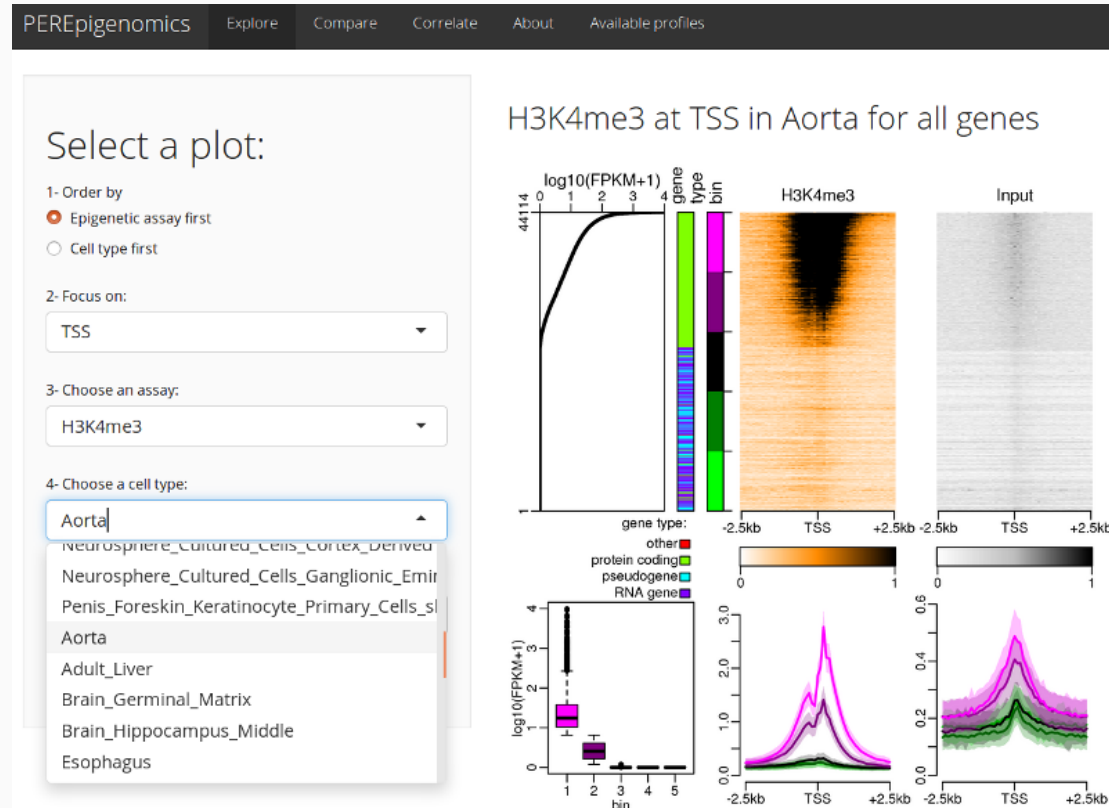 PEREpigenomics Explore Compare Correlate About Available profiles
Select a plot:
1- Order by
Epigenetic assay first
Cell type first
2- Focus on:
TSS
3- Choose an assay:
H3K4me3
4- Choose a cell type:
Aorta
Neurosphere_Cultured_Cells_Cortex_Derived
Neurosphere_Cultured_Cells_Ganglionic_Emin
Penis_Foreskin_Keratinocyte_Primary_Cells_sk
Aorta
Adult_Liver
Brain_Germinal_Matrix
Brain_Hippocampus_Middle
Esophagus
H3K4me3 at TSS in Aorta for all genes
log10(FPKM+1)
0 1 2 3 4
44114
1
gene
type
bin
H3K4me3
Input
-2.5kb TSS +2.5kb
-2.5kb TSS +2.5kb
gene type:
other
protein coding
pseudogene
RNA gene
0 1
0 1
log10(FPKM+1)
4
3
2
1
0
1 2 3 4 5
bin
3.0
2.0
1.0
0.0
-2.5kb TSS +2.5kb
0.6
0.4
0.2
0.0
-2.5kb TSS +2.5kb